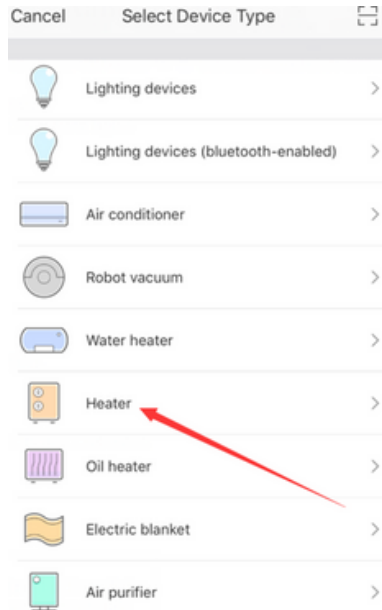 Cancel Select Device Type
Lighting devices
Lighting devices (bluetooth-enabled)
Air conditioner
Robot vacuum
Water heater
Heater
Oil heater
Electric blanket
Air purifier